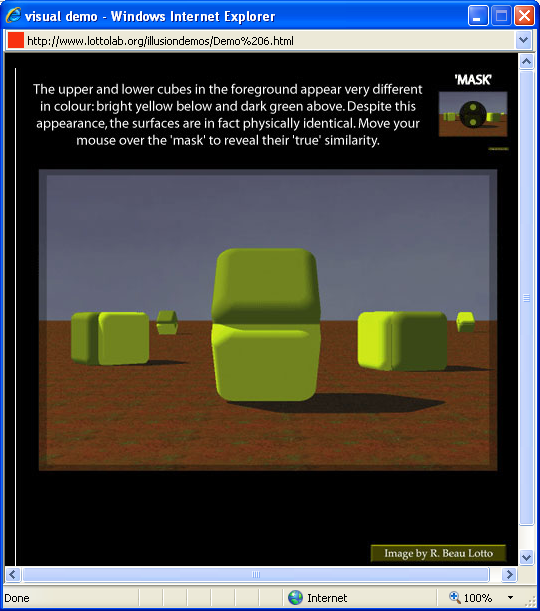 visual demo - Windows Internet Explorer
http://www.lottolab.org/illusiondemos/Demo%206.html
The upper and lower cubes in the foreground appear very different
in colour: bright yellow below and dark green above. Despite this
appearance, the surfaces are in fact physically identical. Move your
mouse over the 'mask' to reveal their 'true' similarity.
'MASK'
Image by R. Beau Lotto
Done
Internet
100%